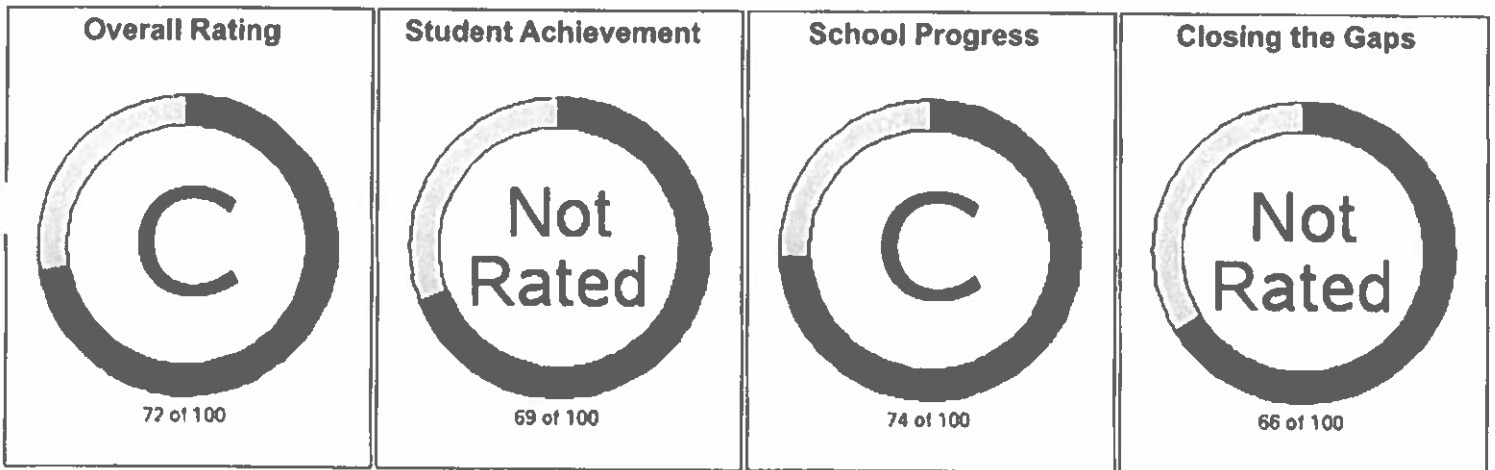 Overall Rating
C
72 of 100
Student Achievement
Not
Rated
69 of 100
School Progress
C
74 of 100
Closing the Gaps
Not
Rated
66 of 100